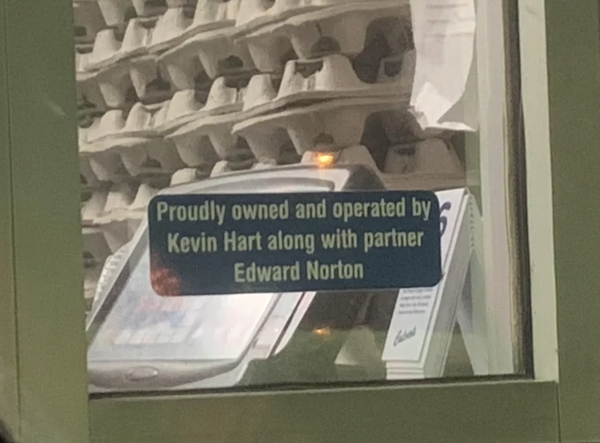 Proudly owned and operated by
Kevin Hart along with partner
Edward Norton